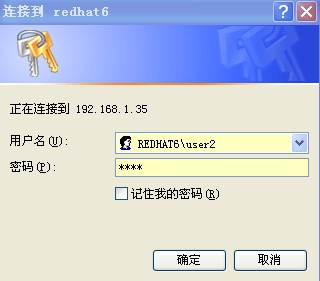 连接到 redhat6
正在连接到 192.168.1.35
用户名(U): REDHAT6\user2
密码(P): ****
记住我的密码(R)
确定 取消